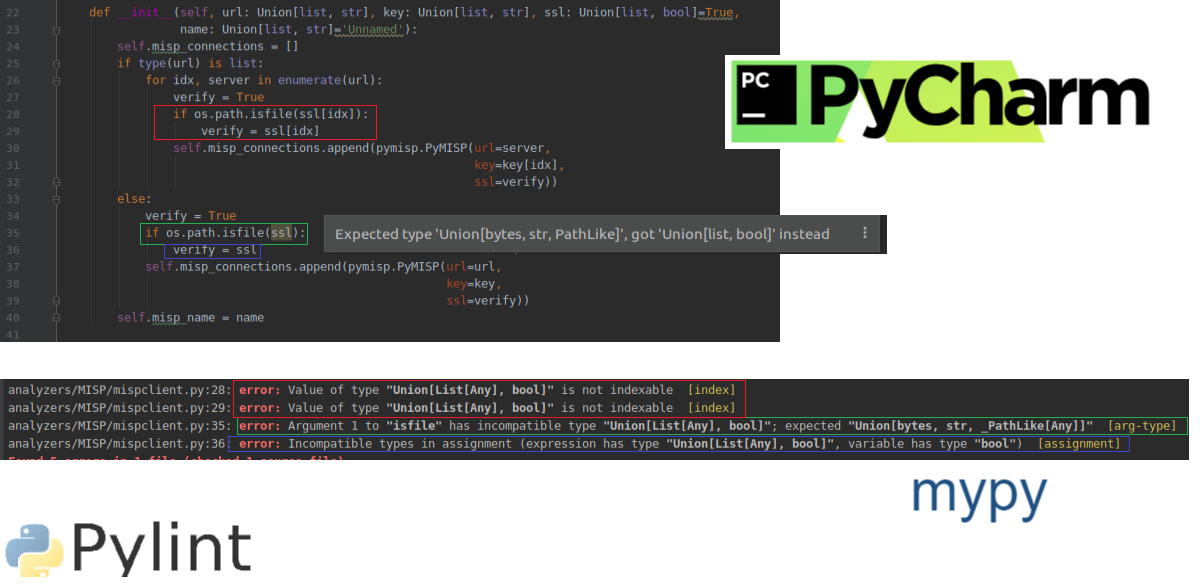 22 def __init__(self, url: Union[list, str], key: Union[list, str], ssl: Union[list, bool]=True,
23 name: Union[list, str]='Unnamed'):
24 self.misp_connections = []
25 if type(url) is list:
26 for idx, server in enumerate(url):
27 verify = True
28 if os.path.isfile(ssl[idx]):
29 verify = ssl[idx]
30 self.misp_connections.append(pymisp.PyMISP(url=server,
31 key=key[idx],
32 ssl=verify))
33 else:
34 verify = True
35 if os.path.isfile(ssl):
Expected type 'Union[bytes, str, PathLike]', got 'Union[list, bool]' instead
36 verify = ssl
37 self.misp_connections.append(pymisp.PyMISP(url=url,
38 key=key,
39 ssl=verify))
40 self.misp_name = name
41
PC PyCharm
analyzers/MISP/mispclient.py:28: error: Value of type "Union[List[Any], bool]" is not indexable [index]
analyzers/MISP/mispclient.py:29: error: Value of type "Union[List[Any], bool]" is not indexable [index]
analyzers/MISP/mispclient.py:35: error: Argument 1 to "isfile" has incompatible type "Union[List[Any], bool]"; expected "Union[bytes, str, _PathLike[Any]]" [arg-type]
analyzers/MISP/mispclient.py:36: error: Incompatible types in assignment (expression has type "Union[List[Any], bool]", variable has type "bool") [assignment]
Found 5 errors in 1 file (checked 1 source file)
mypy
Pylint